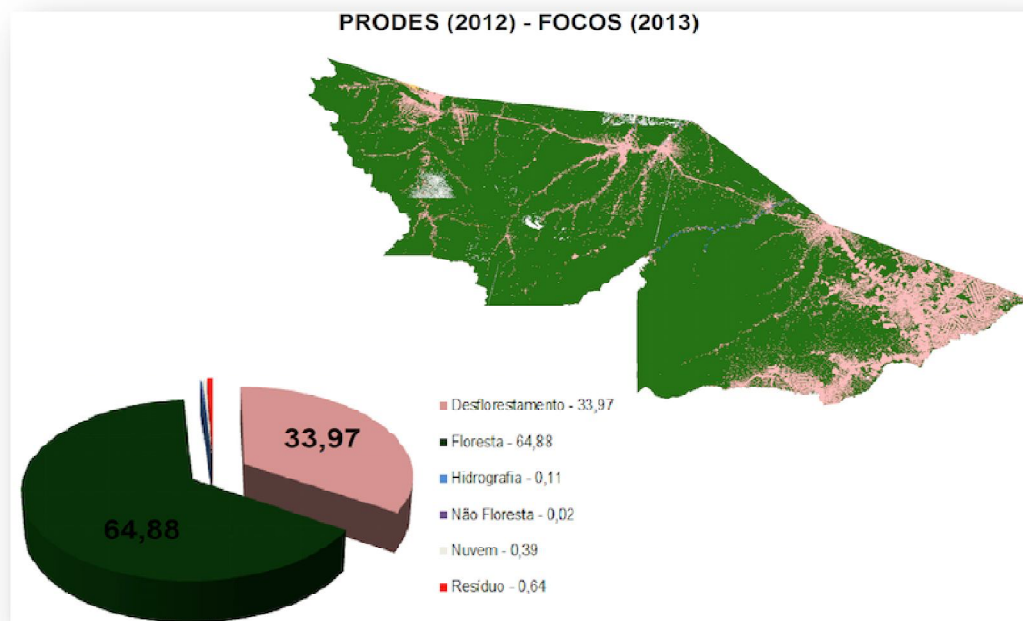 PRODES (2012) - FOCOS (2013)
33,97
64,88
Desflorestamento - 33,97
Floresta - 64,88
Hidrografia - 0,11
Não Floresta - 0,02
Nuvem - 0,39
Resíduo - 0,64